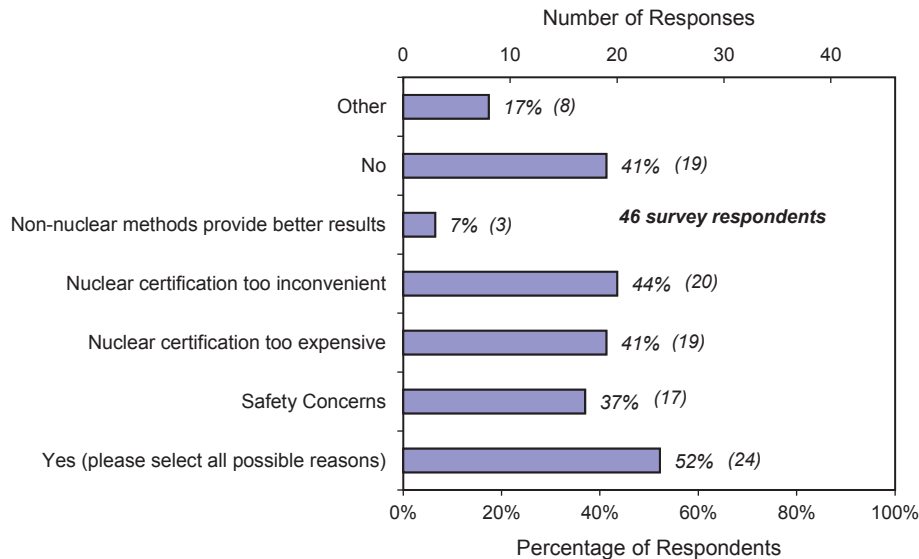 Number of Responses
0 10 20 30 40
Other 17% (8)
No 41% (19)
Non-nuclear methods provide better results 7% (3)
46 survey respondents
Nuclear certification too inconvenient 44% (20)
Nuclear certification too expensive 41% (19)
Safety Concerns 37% (17)
Yes (please select all possible reasons) 52% (24)
0% 20% 40% 60% 80% 100%
Percentage of Respondents